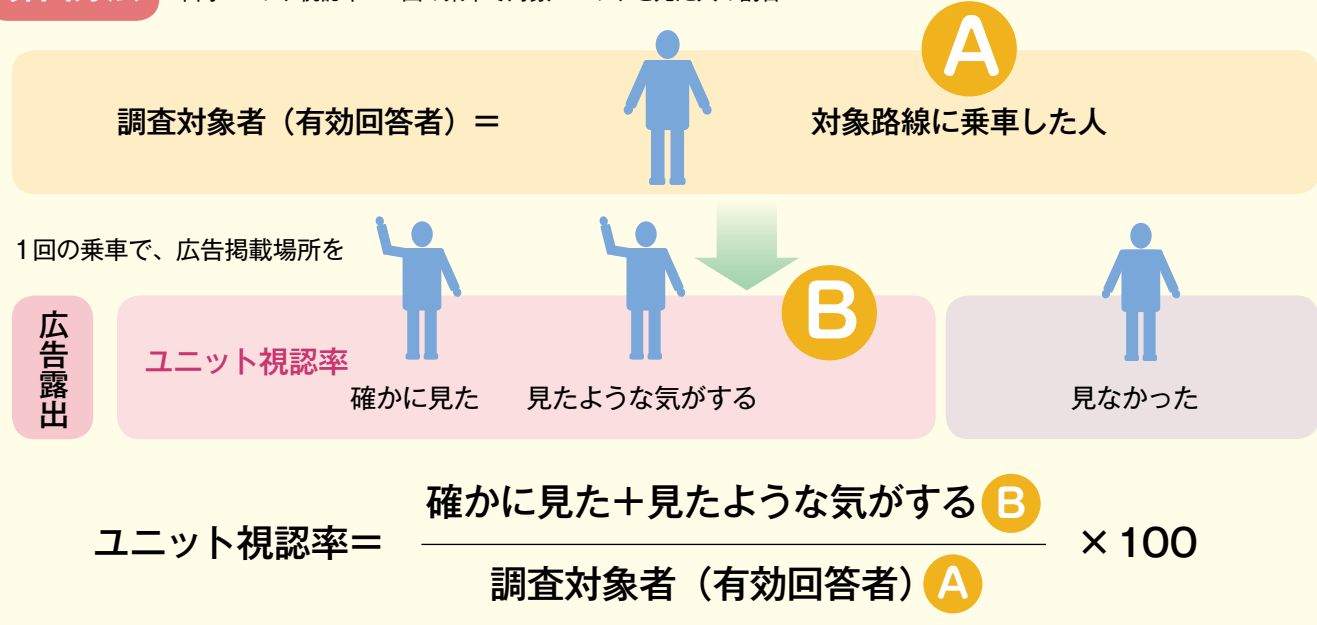 A
調査対象者（有効回答者）＝
対象路線に乗車した人
1回の乗車で、広告掲載場所を
広告露出
B
ユニット視認率
確かに見た
見たような気がする
見なかった
確かに見た＋見たような気がする B
ユニット視認率＝
×100
調査対象者（有効回答者） A